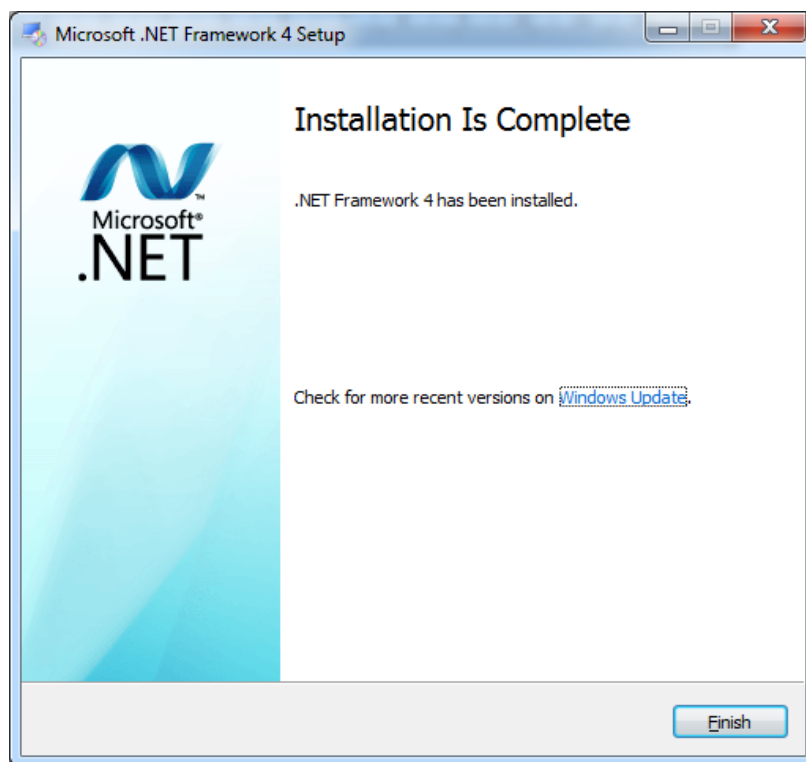 Microsoft .NET Framework 4 Setup
Installation Is Complete
.NET Framework 4 has been installed.
Microsoft®
.NET™
Check for more recent versions on Windows Update.
Finish